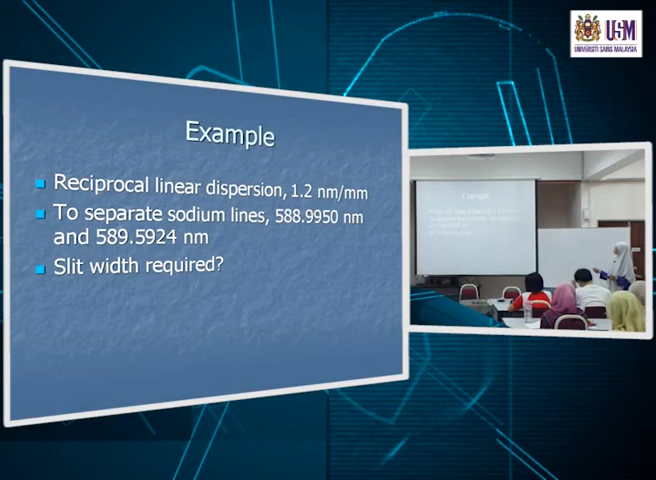 USM
UNIVERSITI SAINS MALAYSIA
Example
Reciprocal linear dispersion, 1.2 nm/mm
To separate sodium lines, 588.9950 nm
and 589.5924 nm
Slit width required?
Example